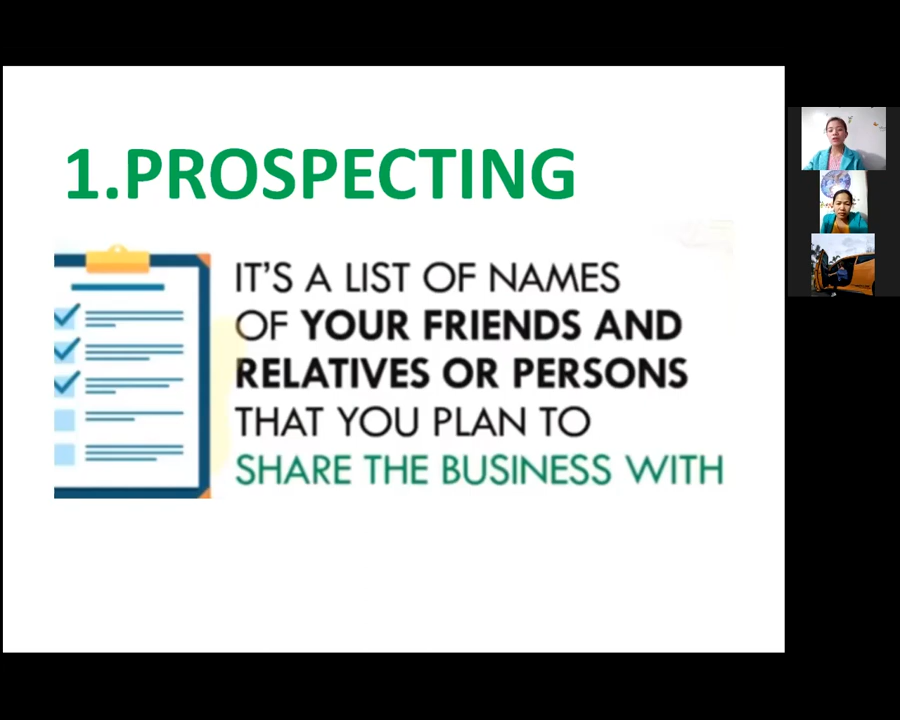 1.PROSPECTING
IT'S A LIST OF NAMES
OF YOUR FRIENDS AND
RELATIVES OR PERSONS
THAT YOU PLAN TO
SHARE THE BUSINESS WITH